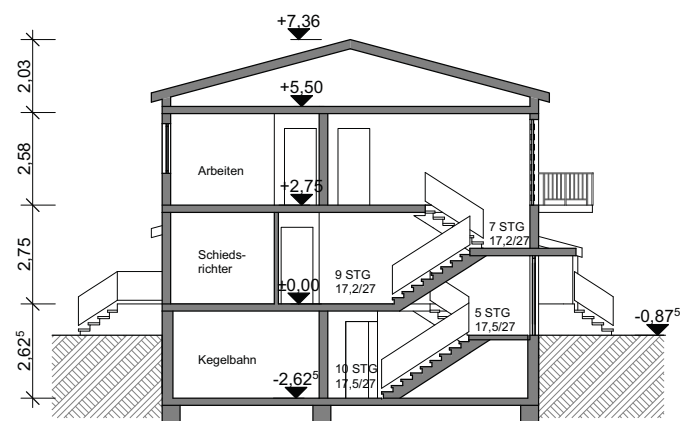 +7,36
2,03
+5,50
2,58
Arbeiten
+2,75
7 STG
17,2/27
2,75
Schieds-
richter
9 STG
17,2/27
±0,00
5 STG
17,5/27
-0,87⁵
2,62⁵
Kegelbahn
10 STG
17,5/27
-2,62⁵